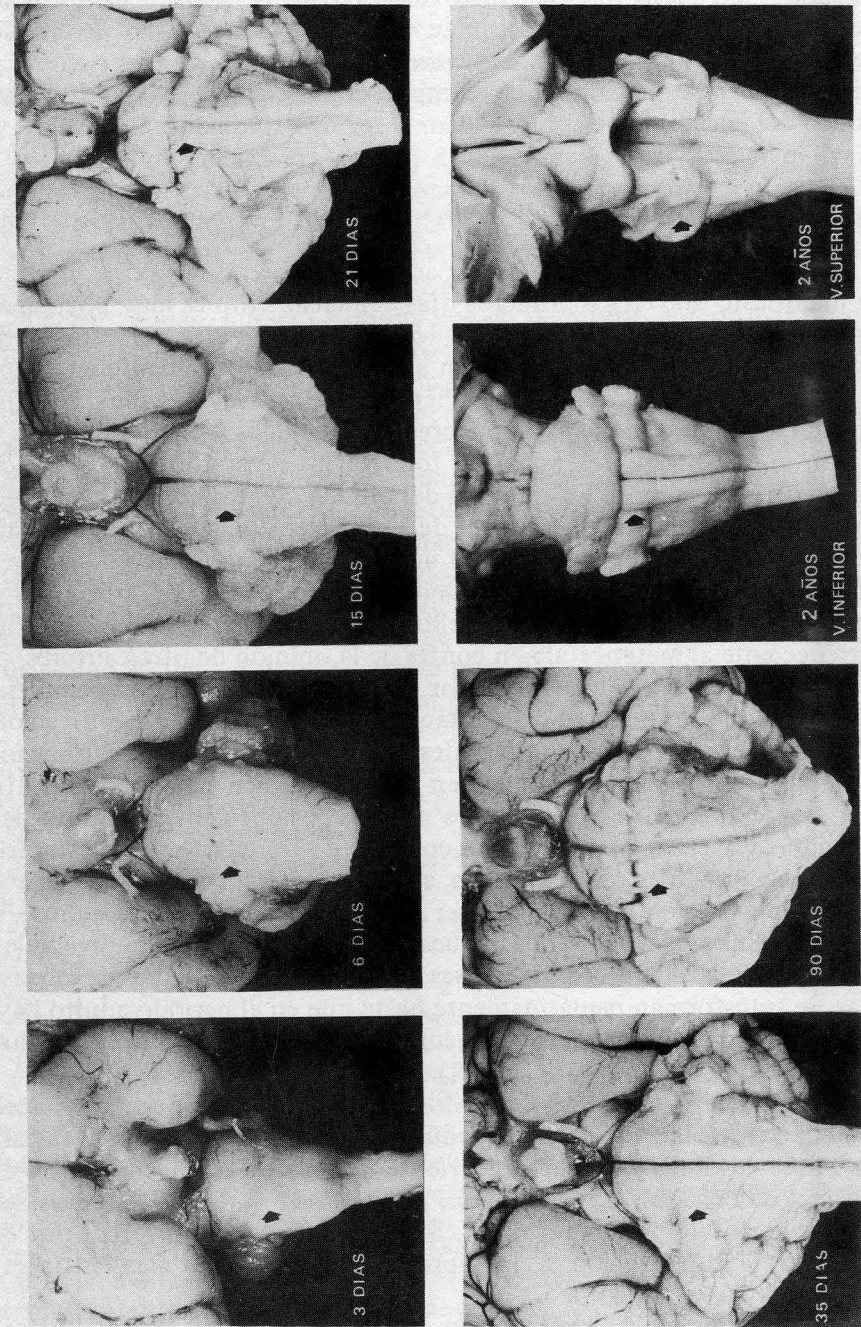 3 DIAS
6 DIAS
15 DIAS
21 DIAS
35 DIAS
90 DIAS
2 AÑOS
V. INFERIOR
2 AÑOS
V. SUPERIOR